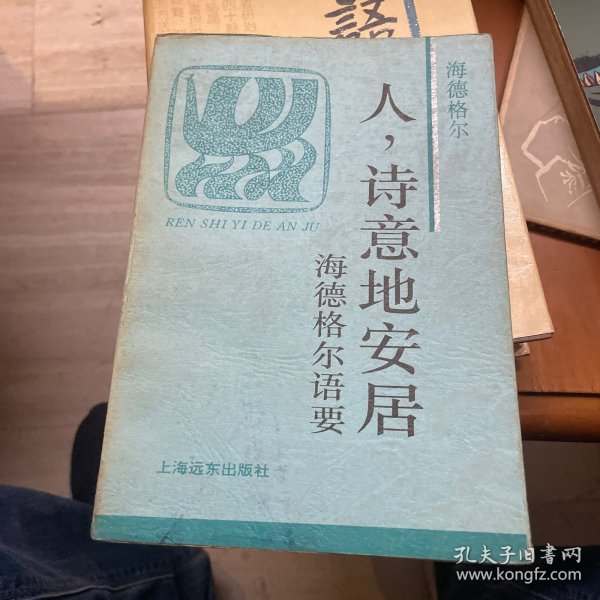 海德格尔
人，诗意地安居
海德格尔语要
REN SHI YI DE AN JU
上海远东出版社
孔夫子旧书网
www.kongfz.com